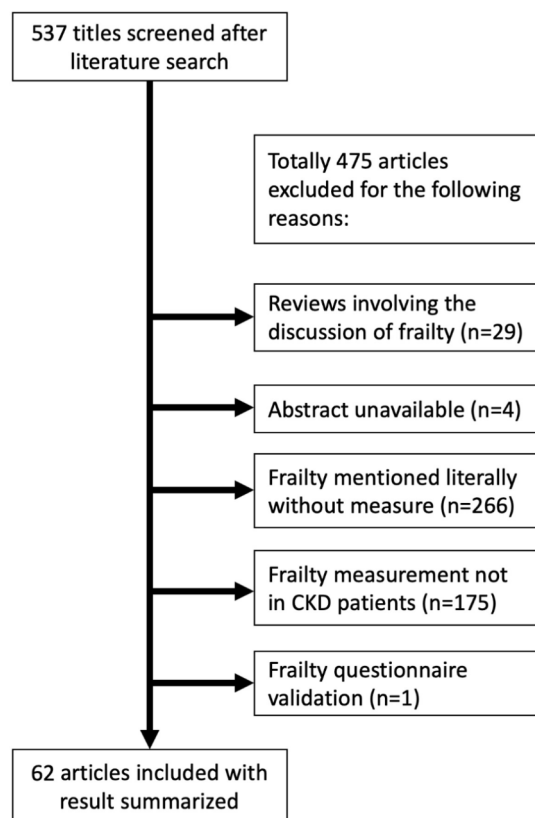 537 titles screened after
literature search
Totally 475 articles
excluded for the following
reasons:
Reviews involving the
discussion of frailty (n=29)
Abstract unavailable (n=4)
Frailty mentioned literally
without measure (n=266)
Frailty measurement not
in CKD patients (n=175)
Frailty questionnaire
validation (n=1)
62 articles included with
result summarized